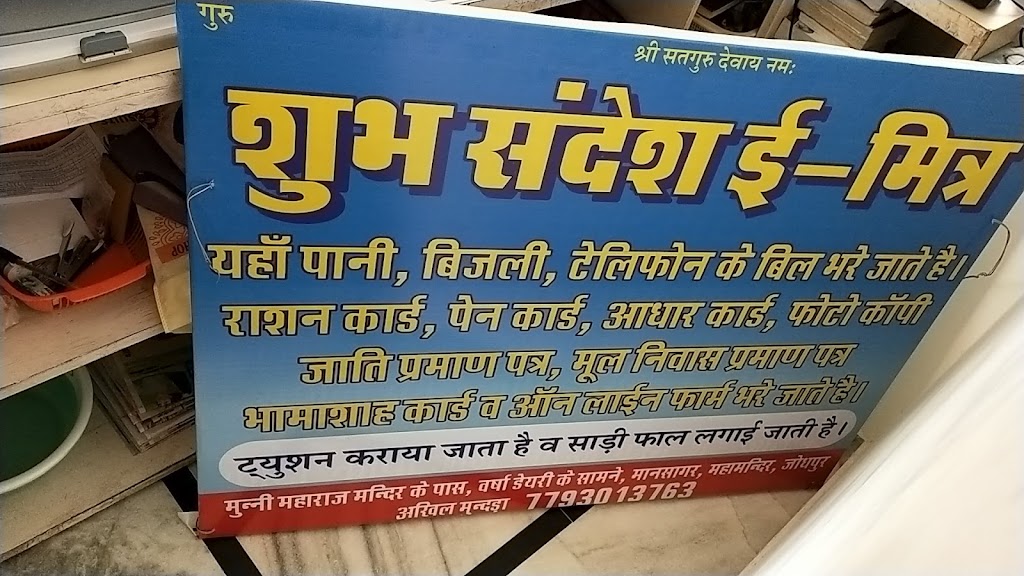 गुरु
श्री सतगुरु देवाय नमः
शुभ संदेश ई-मित्र
यहाँ पानी, बिजली, टेलिफोन के बिल भरे जाते है।
राशन कार्ड, पेन कार्ड, आधार कार्ड, फोटो कॉपी
जाति प्रमाण पत्र, मूल निवास प्रमाण पत्र
भामाशाह कार्ड व ऑन लाईन फार्म भरे जाते है।
ट्युशन कराया जाता है व साड़ी फाल लगाई जाती है।
मुन्नी महाराज मन्दिर के पास, वर्षा डेयरी के सामने, मानसागर, महामन्दिर, जोधपुर
अखिल मून्दड़ा 7793013763